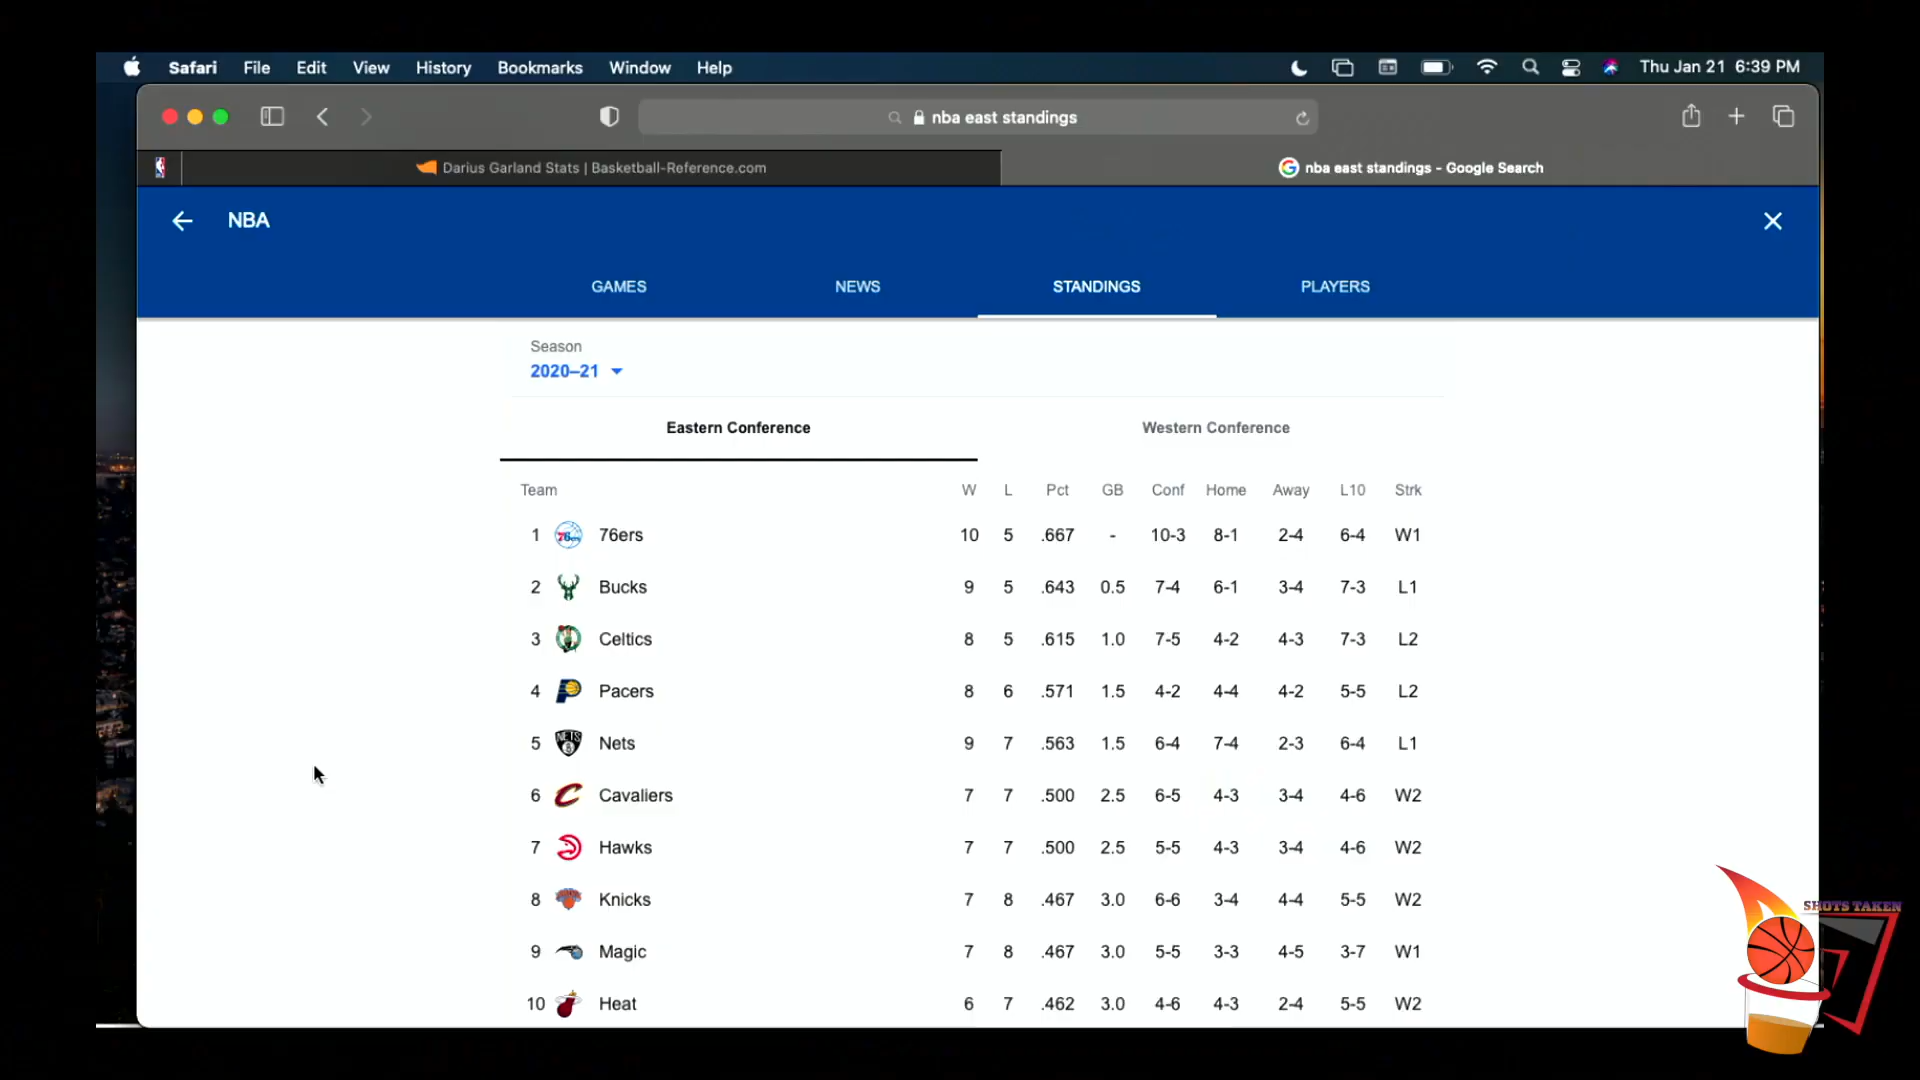 Safari File Edit View History Bookmarks Window Help Thu Jan 21 6:39 PM
nba east standings
Darius Garland Stats | Basketball-Reference.com nba east standings - Google Search
NBA
GAMES NEWS STANDINGS PLAYERS
Season
2020–21
Eastern Conference Western Conference
Team W L Pct GB Conf Home Away L10 Strk
1 76ers 10 5 .667 - 10-3 8-1 2-4 6-4 W1
2 Bucks 9 5 .643 0.5 7-4 6-1 3-4 7-3 L1
3 Celtics 8 5 .615 1.0 7-5 4-2 4-3 7-3 L2
4 Pacers 8 6 .571 1.5 4-2 4-4 4-2 5-5 L2
5 Nets 9 7 .563 1.5 6-4 7-4 2-3 6-4 L1
6 Cavaliers 7 7 .500 2.5 6-5 4-3 3-4 4-6 W2
7 Hawks 7 7 .500 2.5 5-5 4-3 3-4 4-6 W2
8 Knicks 7 8 .467 3.0 6-6 3-4 4-4 5-5 W2
9 Magic 7 8 .467 3.0 5-5 3-3 4-5 3-7 W1
10 Heat 6 7 .462 3.0 4-6 4-3 2-4 5-5 W2
SHOTS TAKEN